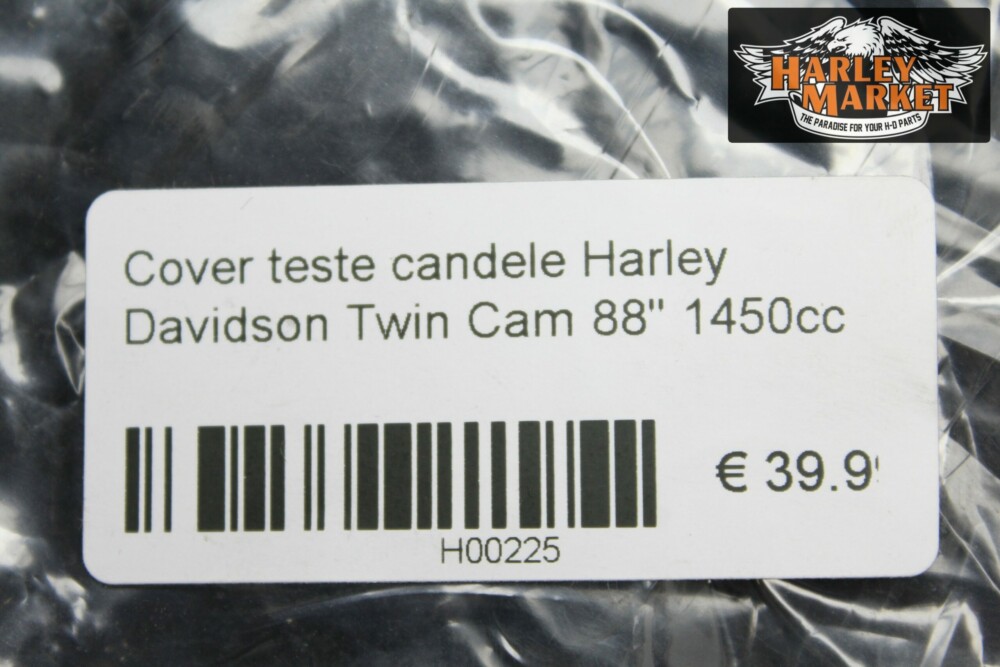 HARLEY
MARKET
THE PARADISE FOR YOUR H-D PARTS
Cover teste candele Harley
Davidson Twin Cam 88" 1450cc
€ 39.9
H00225